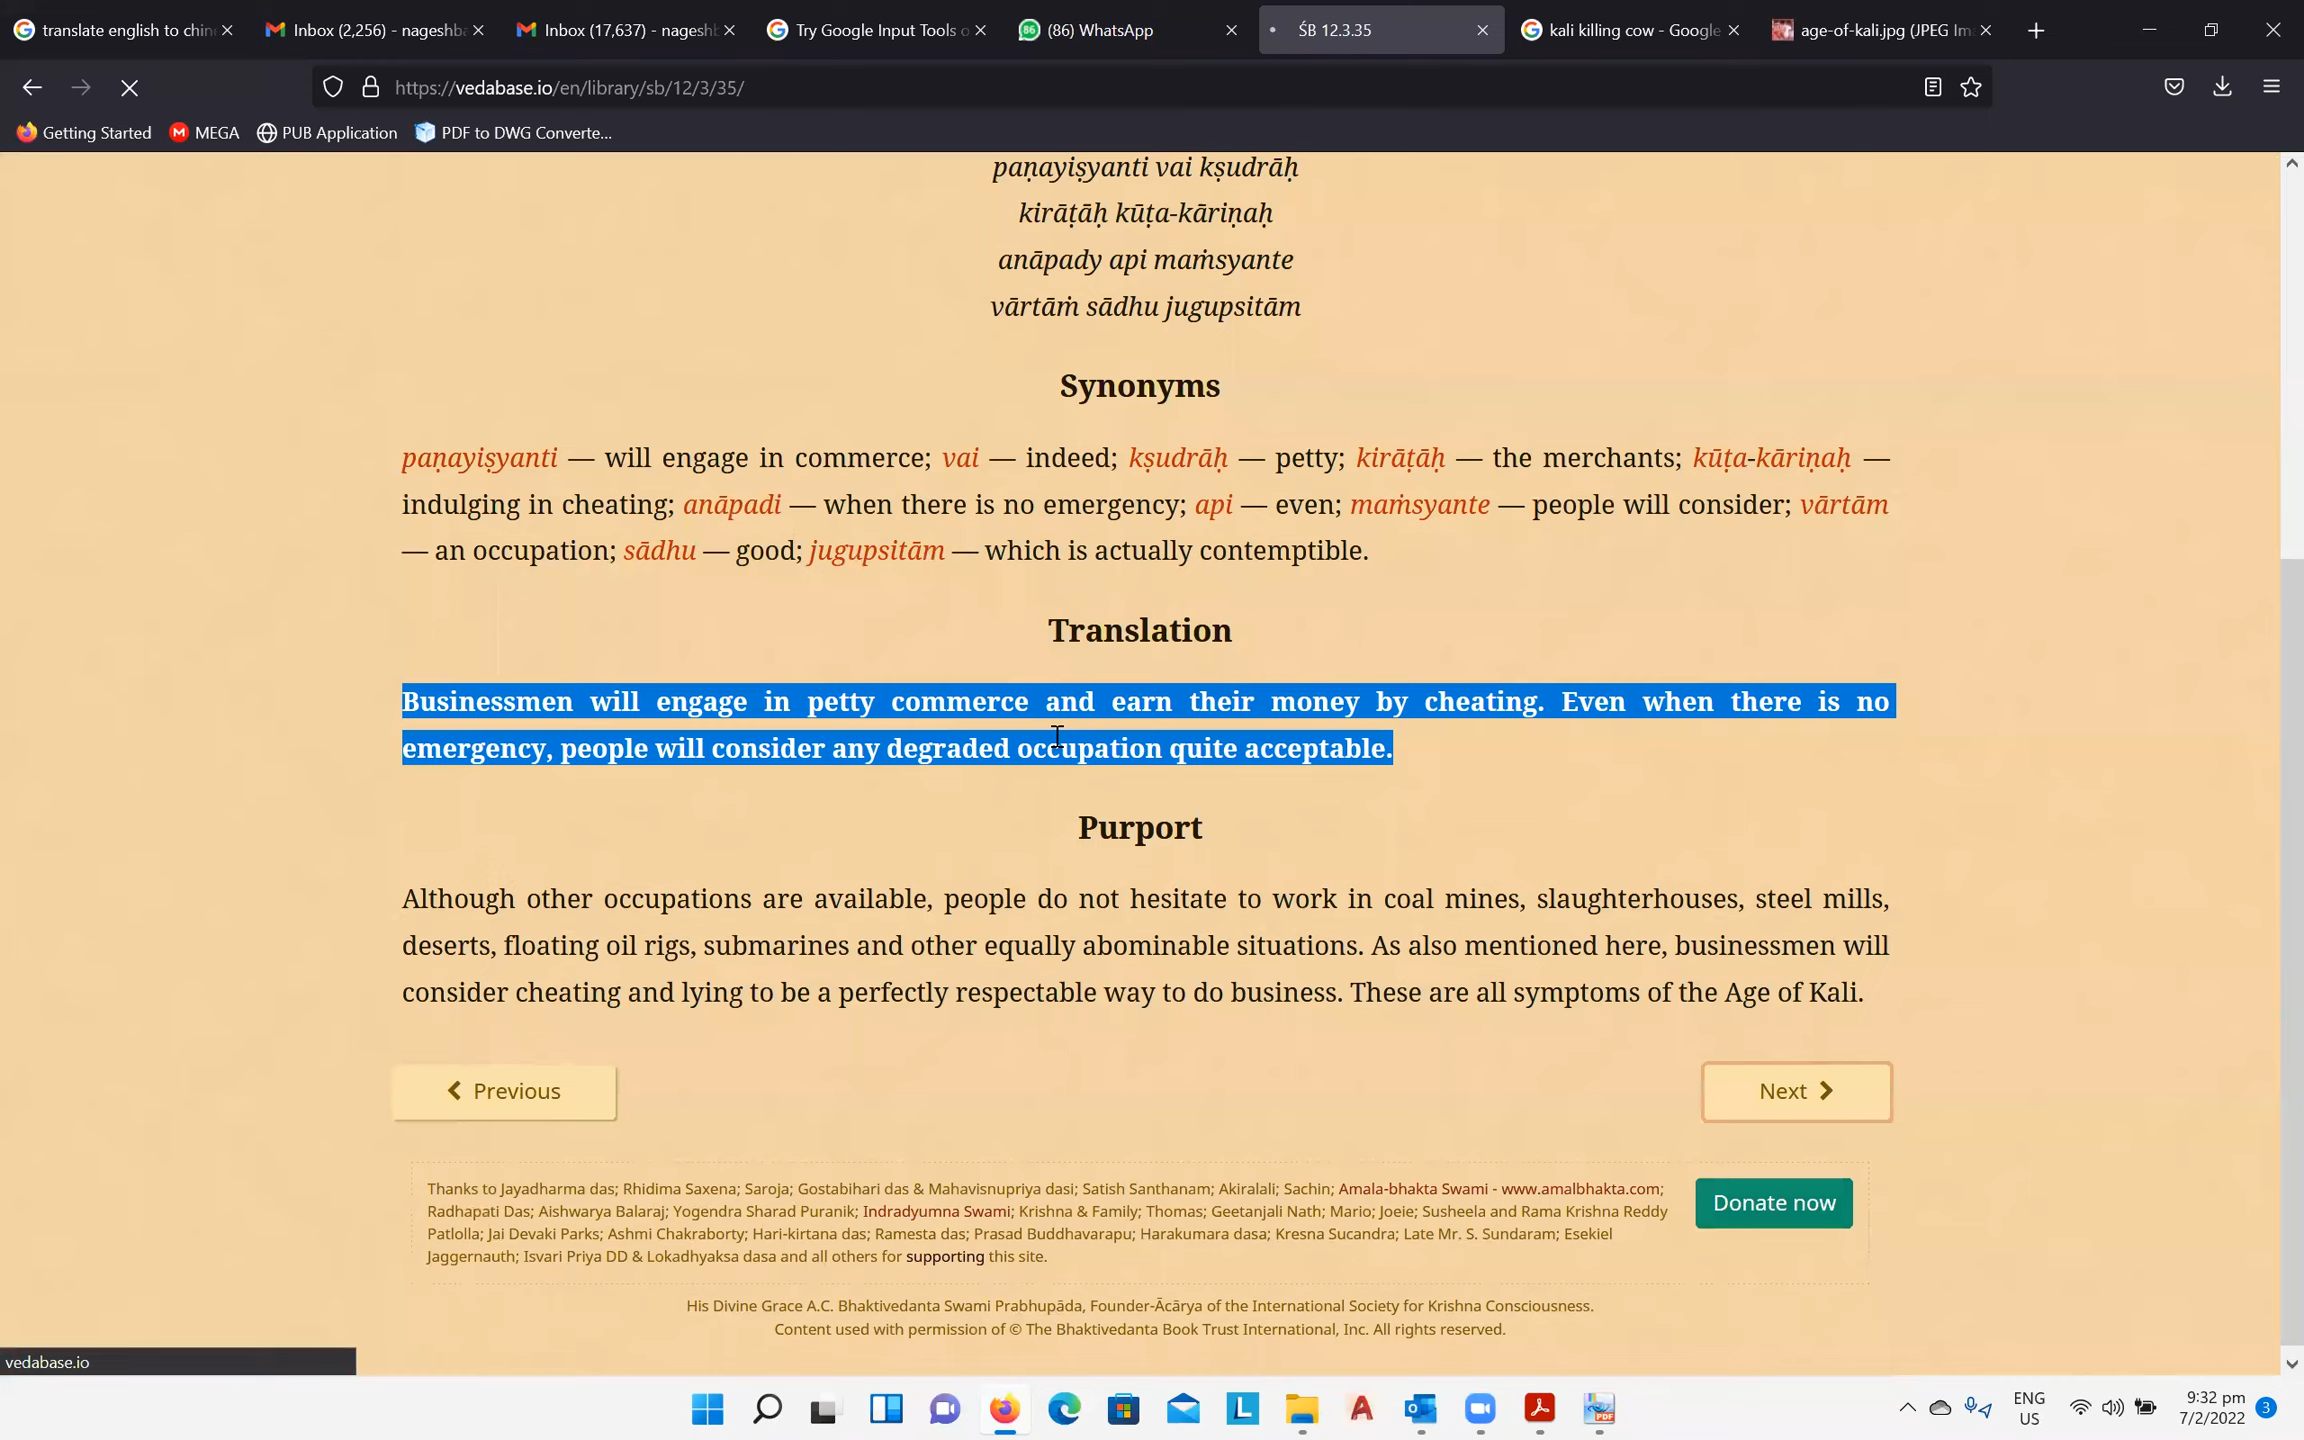 translate english to chin
Inbox (2,256) - nageshba
Inbox (17,637) - nageshb
Try Google Input Tools o
(86) WhatsApp
ŚB 12.3.35
kali killing cow - Google
age-of-kali.jpg (JPEG Im
https://vedabase.io/en/library/sb/12/3/35/
Getting Started
MEGA
PUB Application
PDF to DWG Converte...
paṇayiṣyanti vai kṣudrāḥ
kirāṭāḥ kūṭa-kāriṇaḥ
anāpady api maṁsyante
vārtāṁ sādhu jugupsitām
Synonyms
paṇayiṣyanti — will engage in commerce; vai — indeed; kṣudrāḥ — petty; kirāṭāḥ — the merchants; kūṭa-kāriṇaḥ —
indulging in cheating; anāpadi — when there is no emergency; api — even; maṁsyante — people will consider; vārtām
— an occupation; sādhu — good; jugupsitām — which is actually contemptible.
Translation
Businessmen will engage in petty commerce and earn their money by cheating. Even when there is no
emergency, people will consider any degraded occupation quite acceptable.
Purport
Although other occupations are available, people do not hesitate to work in coal mines, slaughterhouses, steel mills,
deserts, floating oil rigs, submarines and other equally abominable situations. As also mentioned here, businessmen will
consider cheating and lying to be a perfectly respectable way to do business. These are all symptoms of the Age of Kali.
Previous
Next
Thanks to Jayadharma das; Rhidima Saxena; Saroja; Gostabihari das & Mahavisnupriya dasi; Satish Santhanam; Akiralali; Sachin; Amala-bhakta Swami - www.amalbhakta.com;
Radhapati Das; Aishwarya Balaraj; Yogendra Sharad Puranik; Indradyumna Swami; Krishna & Family; Thomas; Geetanjali Nath; Mario; Joeie; Susheela and Rama Krishna Reddy
Patlolla; Jai Devaki Parks; Ashmi Chakraborty; Hari-kirtana das; Ramesta das; Prasad Buddhavarapu; Harakumara dasa; Kresna Sucandra; Late Mr. S. Sundaram; Esekiel
Jaggernauth; Isvari Priya DD & Lokadhyaksa dasa and all others for supporting this site.
Donate now
His Divine Grace A.C. Bhaktivedanta Swami Prabhupāda, Founder-Ācārya of the International Society for Krishna Consciousness.
Content used with permission of © The Bhaktivedanta Book Trust International, Inc. All rights reserved.
vedabase.io
ENG
US
9:32 pm
7/2/2022
3